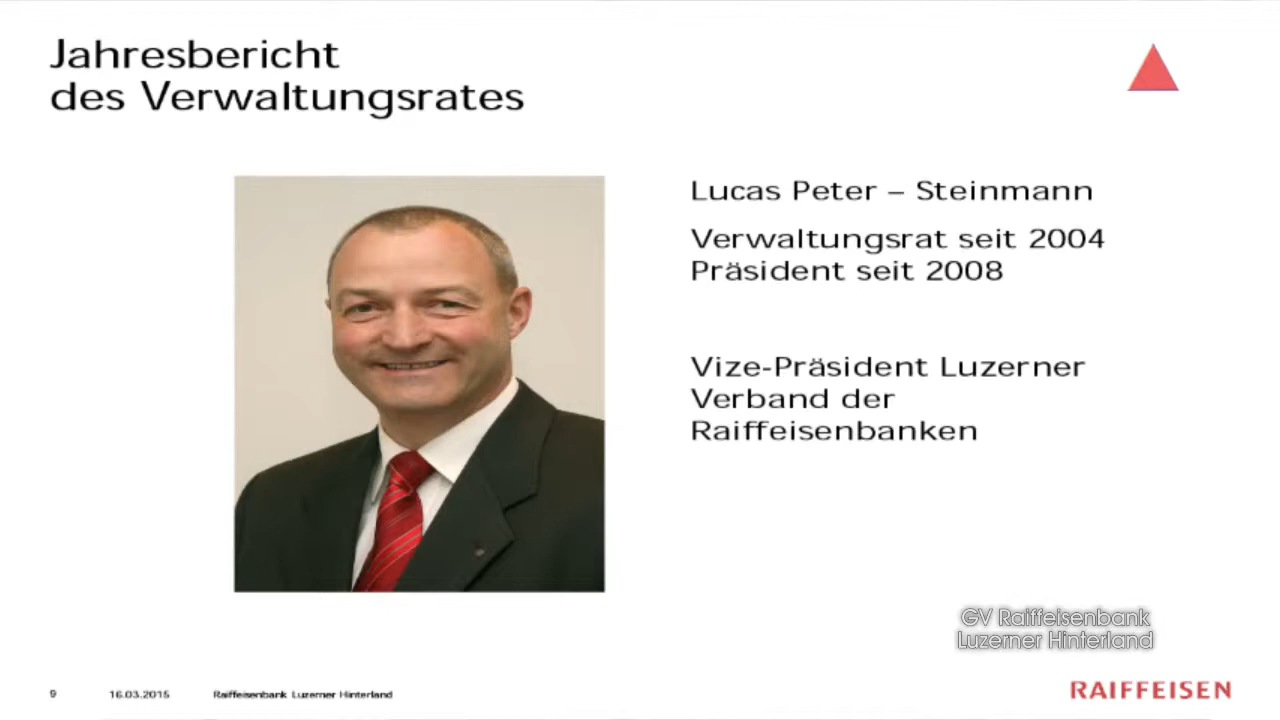 Jahresbericht
des Verwaltungsrates
Lucas Peter – Steinmann
Verwaltungsrat seit 2004
Präsident seit 2008
Vize-Präsident Luzerner
Verband der
Raiffeisenbanken
GV Raiffeisenbank
Luzerner Hinterland
9 16.03.2015 Raiffeisenbank Luzerner Hinterland
RAIFFEISEN